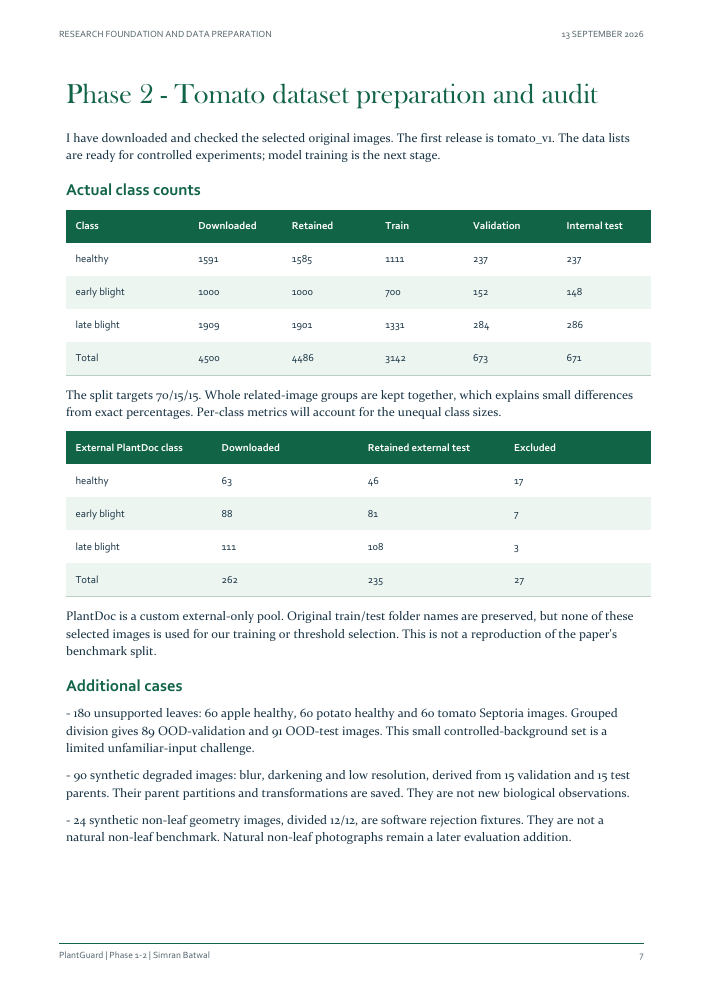 RESEARCH FOUNDATION AND DATA PREPARATION 13 SEPTEMBER 2026
Phase 2 - Tomato dataset preparation and audit
I have downloaded and checked the selected original images. The first release is tomato_v1. The data lists
are ready for controlled experiments; model training is the next stage.
Actual class counts
Class Downloaded Retained Train Validation Internal test
healthy 1591 1585 1111 237 237
early blight 1000 1000 700 152 148
late blight 1909 1901 1331 284 286
Total 4500 4486 3142 673 671
The split targets 70/15/15. Whole related-image groups are kept together, which explains small differences
from exact percentages. Per-class metrics will account for the unequal class sizes.
External PlantDoc class Downloaded Retained external test Excluded
healthy 63 46 17
early blight 88 81 7
late blight 111 108 3
Total 262 235 27
PlantDoc is a custom external-only pool. Original train/test folder names are preserved, but none of these
selected images is used for our training or threshold selection. This is not a reproduction of the paper's
benchmark split.
Additional cases
- 180 unsupported leaves: 60 apple healthy, 60 potato healthy and 60 tomato Septoria images. Grouped
division gives 89 OOD-validation and 91 OOD-test images. This small controlled-background set is a
limited unfamiliar-input challenge.
- 90 synthetic degraded images: blur, darkening and low resolution, derived from 15 validation and 15 test
parents. Their parent partitions and transformations are saved. They are not new biological observations.
- 24 synthetic non-leaf geometry images, divided 12/12, are software rejection fixtures. They are not a
natural non-leaf benchmark. Natural non-leaf photographs remain a later evaluation addition.
PlantGuard | Phase 1-2 | Simran Batwal 7